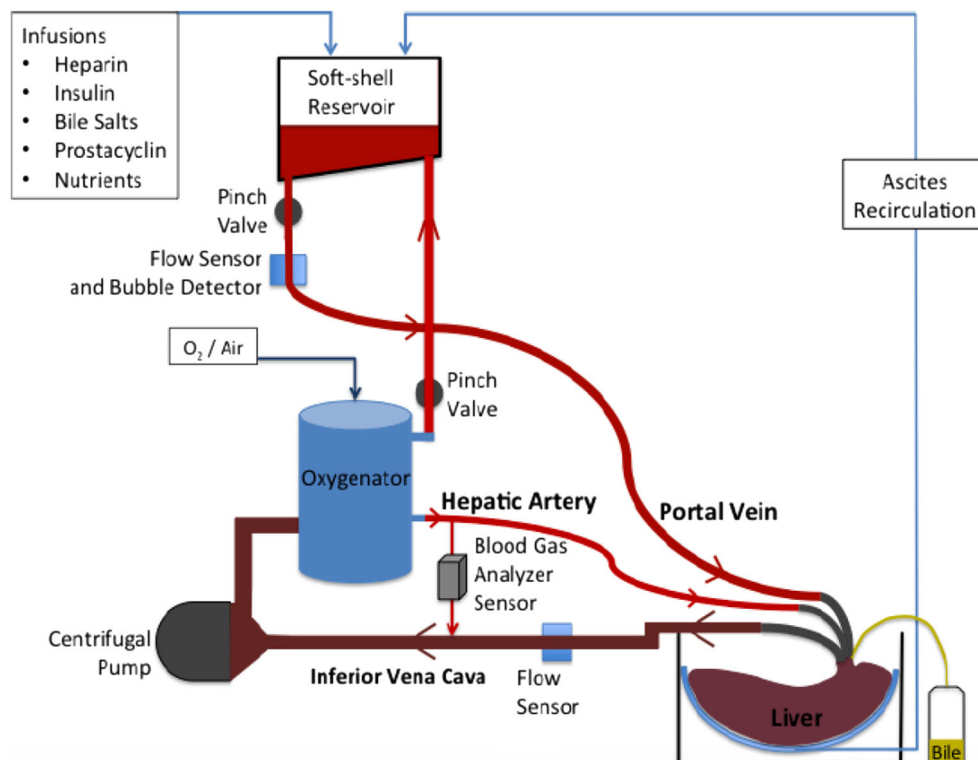 Infusions
• Heparin
• Insulin
• Bile Salts
• Prostacyclin
• Nutrients
Soft-shell
Reservoir
Ascites
Recirculation
Pinch
Valve
Flow Sensor
and Bubble Detector
O₂ / Air
Pinch
Valve
Oxygenator
Hepatic Artery
Portal Vein
Blood Gas
Analyzer
Sensor
Centrifugal
Pump
Inferior Vena Cava
Flow
Sensor
Liver
Bile